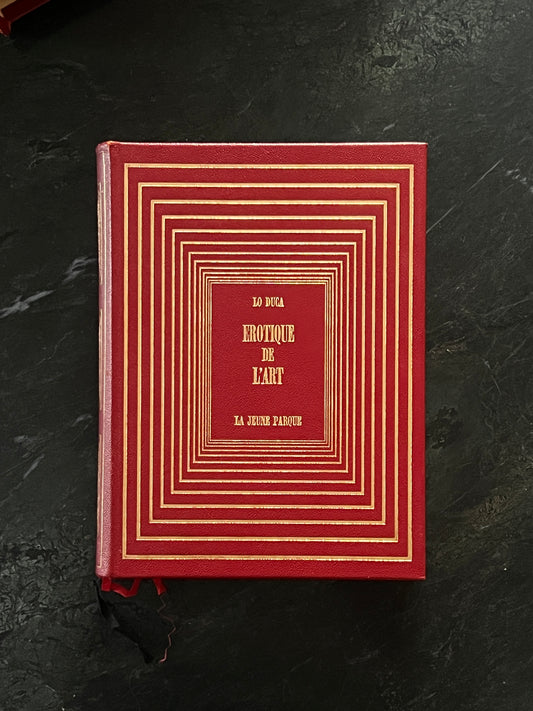 LO DUCA
EROTIQUE
DE
L'ART
LA JEUNE PARQUE